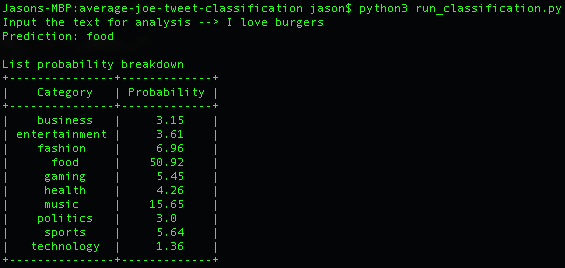 Jasons-MBP:average-joe-tweet-classification jason$ python3 run_classification.py
Input the text for analysis --> I love burgers
Prediction: food
List probability breakdown
+---------------+-------------+
|    Category   | Probability |
+---------------+-------------+
|    business   |     3.15    |
| entertainment |     3.61    |
|    fashion    |     6.96    |
|      food     |    50.92    |
|     gaming    |     5.45    |
|     health    |     4.26    |
|     music     |    15.65    |
|    politics   |     3.0     |
|     sports    |     5.64    |
|   technology  |     1.36    |
+---------------+-------------+